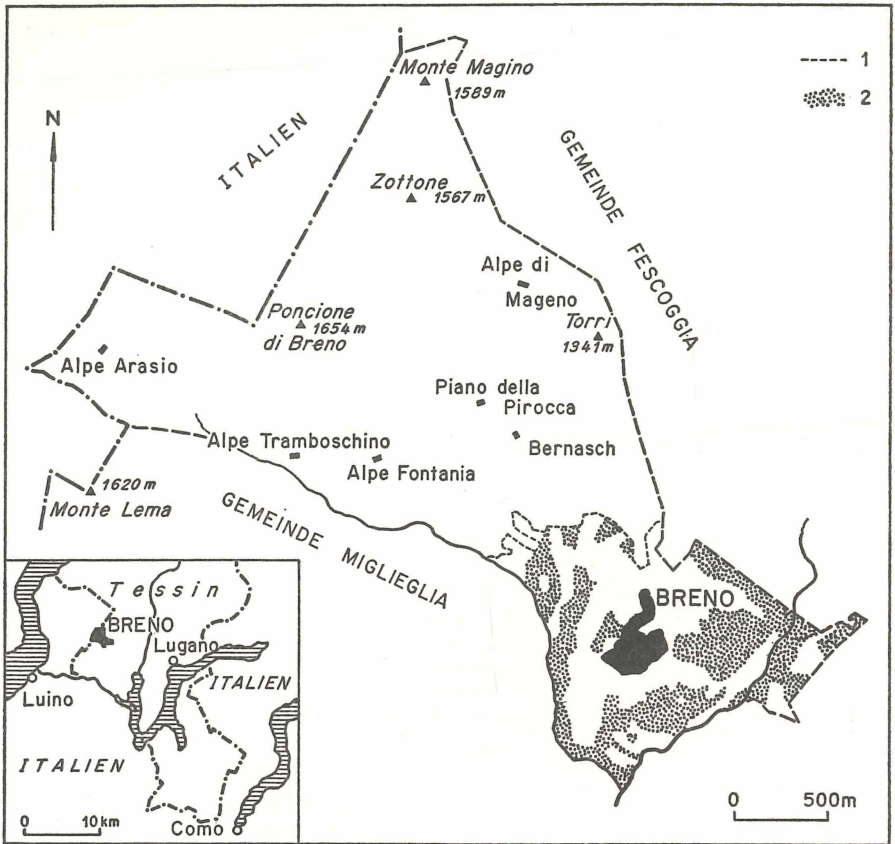 Monte Magino
1589 m
1
2
N
ITALIEN
GEMEINDE FESCOGGIA
Zottone
1567 m
Alpe di
Mageno
Poncione
1654 m
di Breno
Torri
1341 m
Alpe Arasio
Piano della
Pirocca
Alpe Tramboschino
Bernasch
Alpe Fontania
1620 m
Monte Lema
GEMEINDE MIGLIEGLIA
BRENO
0 500m
Tessin
BRENO
Lugano
ITALIEN
Luino
ITALIEN
Como
0 10 km